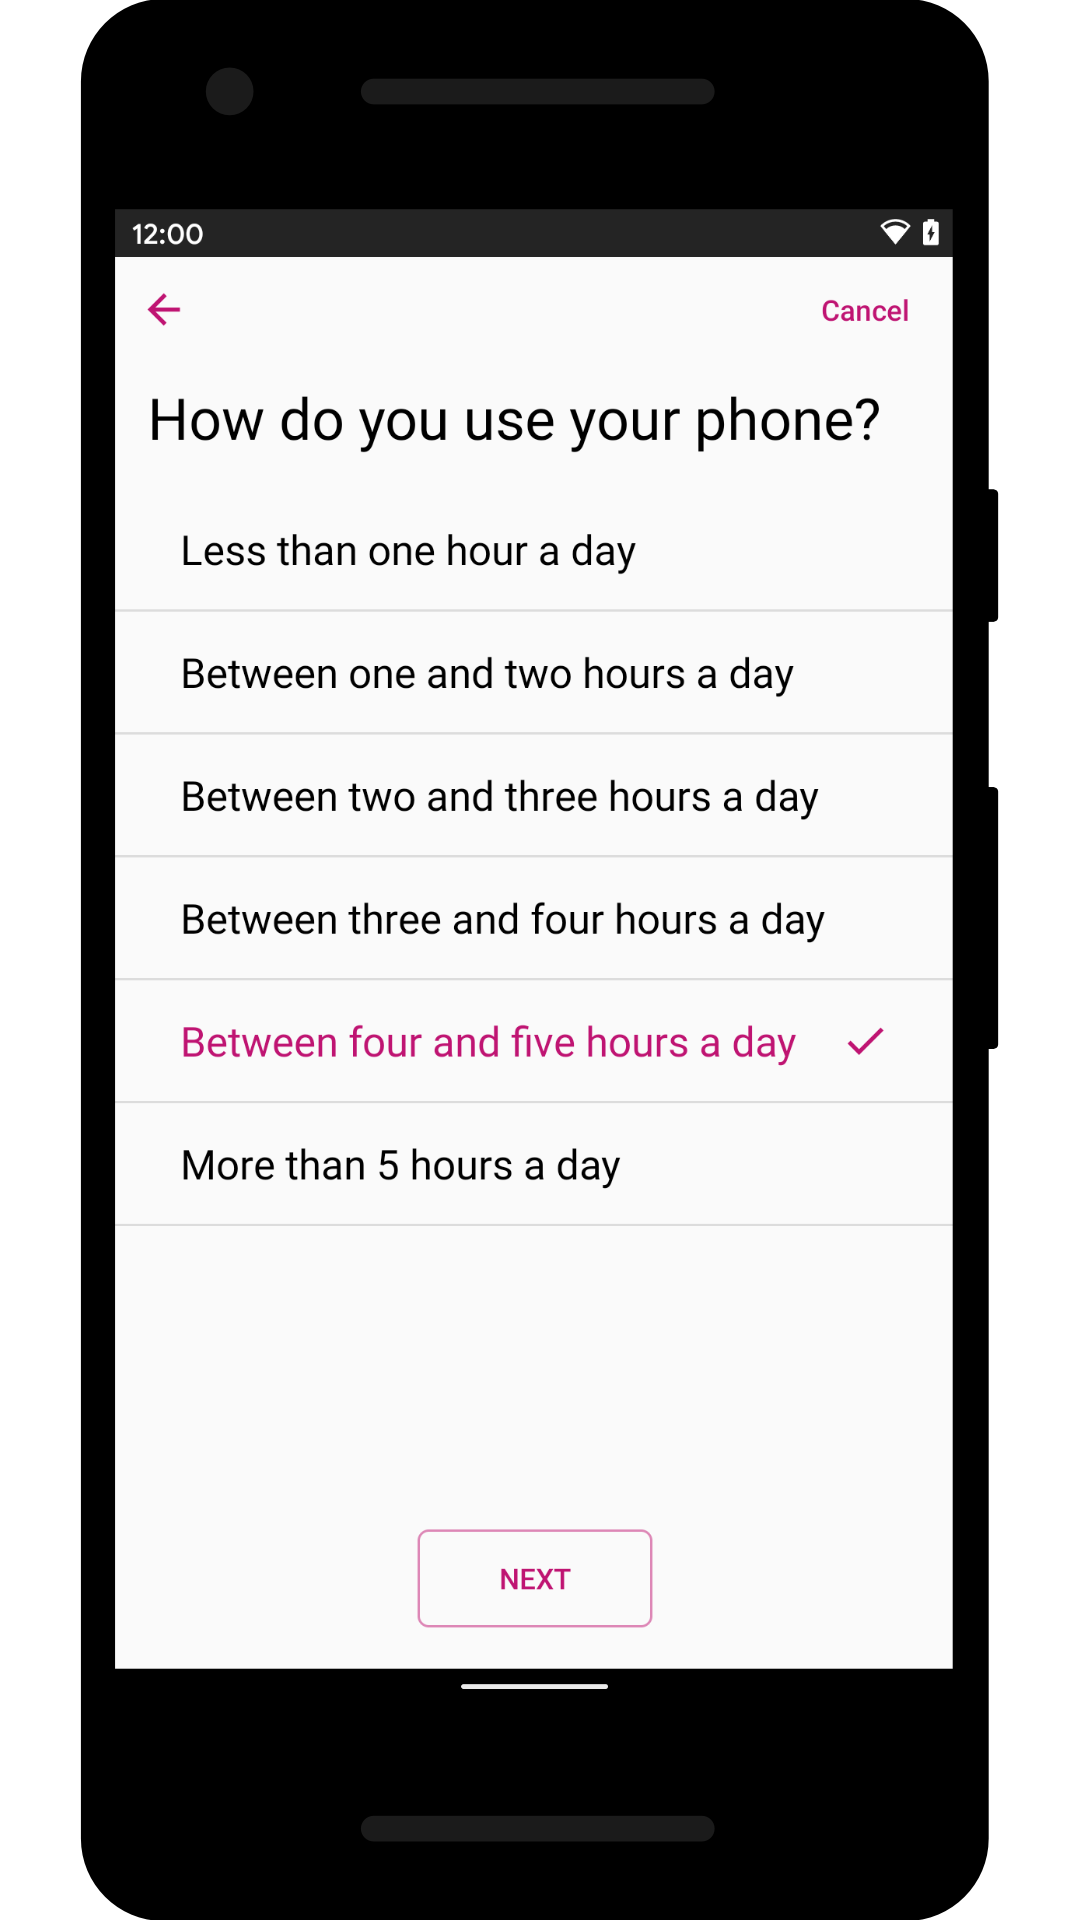 12:00
Cancel
How do you use your phone?
Less than one hour a day
Between one and two hours a day
Between two and three hours a day
Between three and four hours a day
Between four and five hours a day
More than 5 hours a day
NEXT